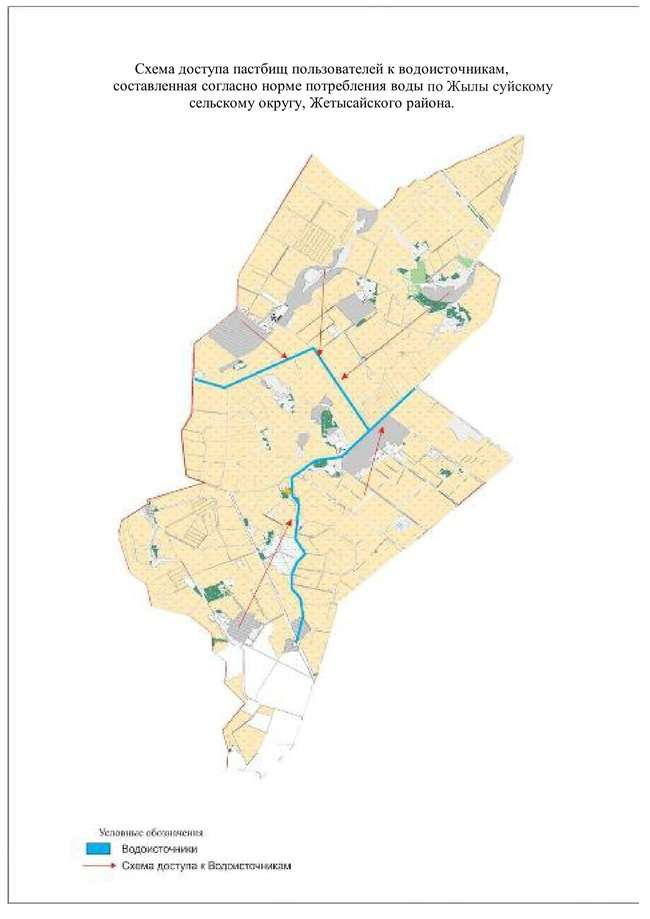 Схема доступа пастбищ пользователей к водоисточникам,
составленная согласно норме потребления воды по Жылы суйскому
сельскому округу, Жетысайского района.
Условные обозначения
Водоисточники
Схема доступа к Водоисточникам